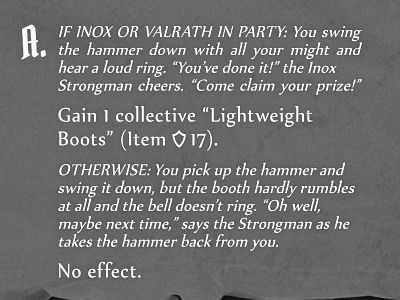 A. IF INOX OR VALRATH IN PARTY: You swing
the hammer down with all your might and
hear a loud ring. “You’ve done it!” the Inox
Strongman cheers. “Come claim your prize!”
Gain 1 collective “Lightweight
Boots” (Item 17).
OTHERWISE: You pick up the hammer and
swing it down, but the booth hardly rumbles
at all and the bell doesn’t ring. “Oh well,
maybe next time,” says the Strongman as he
takes the hammer back from you.
No effect.